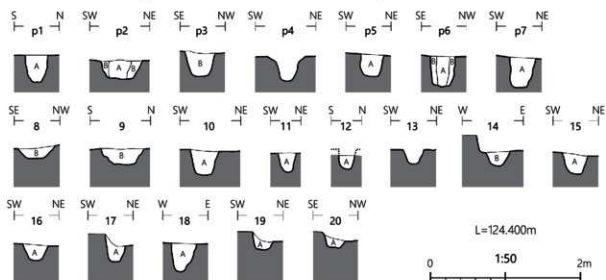 S N SW NE SE NW SW NE SW NE SW NE SW NE
p1 p2 p3 p4 p5 p6 p7
A B A B B A B A B A
SE NW S N SW NE SW NE S N SW NE W E SW NE
8 9 10 11 12 13 14 15
B B A A A B A
SW NE SW NE W E SW NE SE NW
16 17 18 19 20
A A A A A
L=124.400m
0 1:50 2m